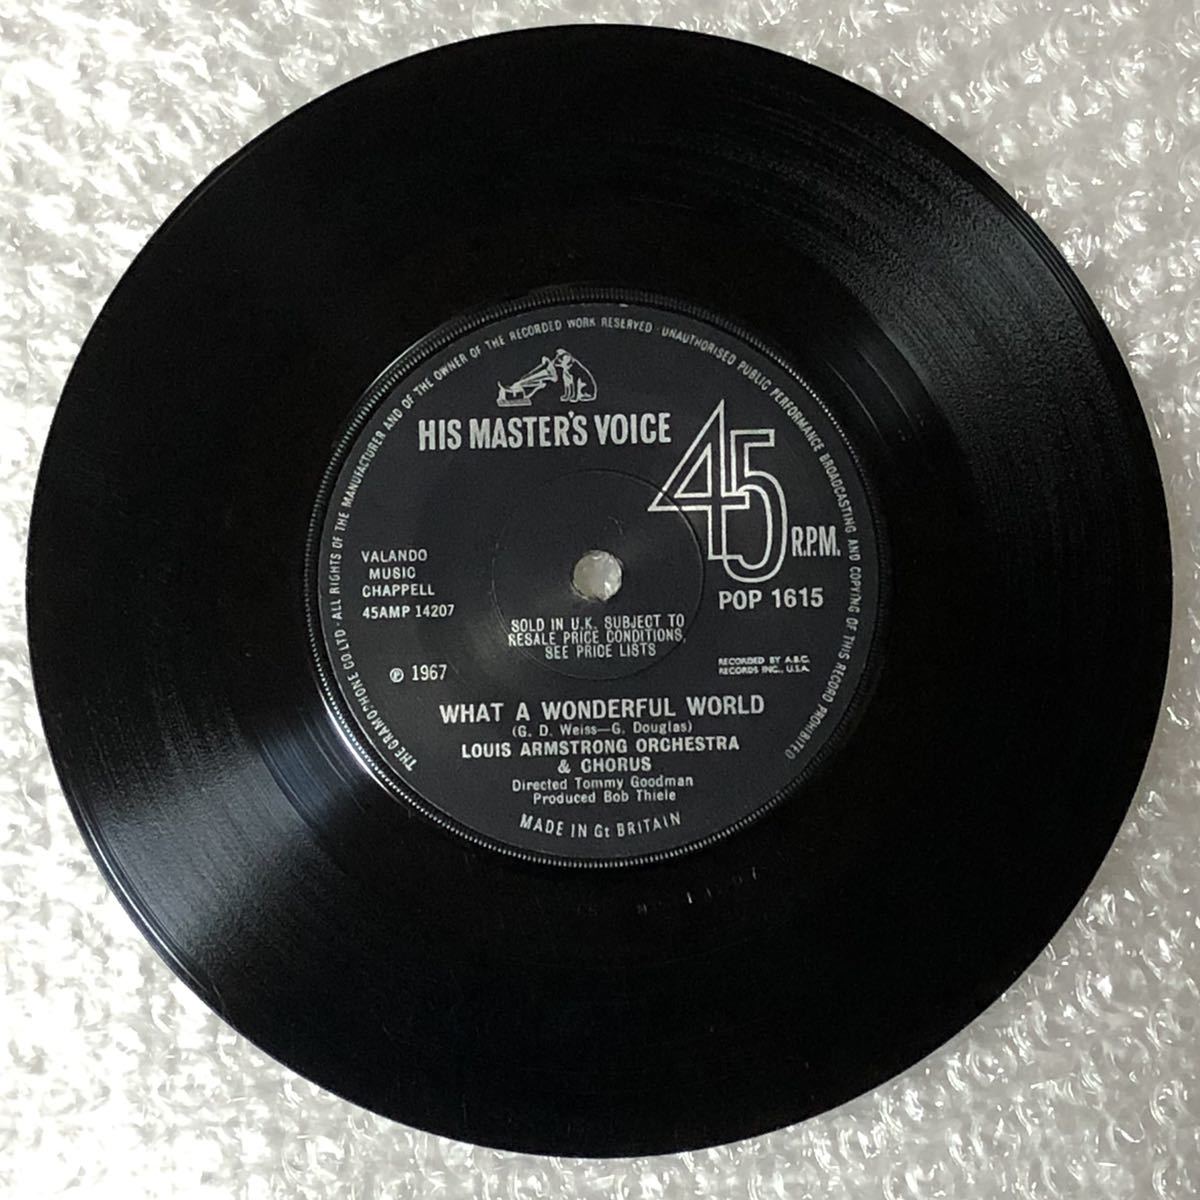 THE GRAMOPHONE CO LTD · ALL RIGHTS OF THE MANUFACTURER AND OF THE OWNER OF THE RECORDED WORK RESERVED · UNAUTHORISED PUBLIC PERFORMANCE BROADCASTING AND COPYING OF THIS RECORD PROHIBITED
HIS MASTER'S VOICE
45 R.P.M.
VALANDO
MUSIC
CHAPPELL
45AMP 14207
POP 1615
SOLD IN U.K. SUBJECT TO
RESALE PRICE CONDITIONS,
SEE PRICE LISTS
RECORDED BY A.B.C.
RECORDS INC., U.S.A.
℗ 1967
WHAT A WONDERFUL WORLD
(G. D. Weiss—G. Douglas)
LOUIS ARMSTRONG ORCHESTRA
& CHORUS
Directed Tommy Goodman
Produced Bob Thiele
MADE IN Gt BRITAIN